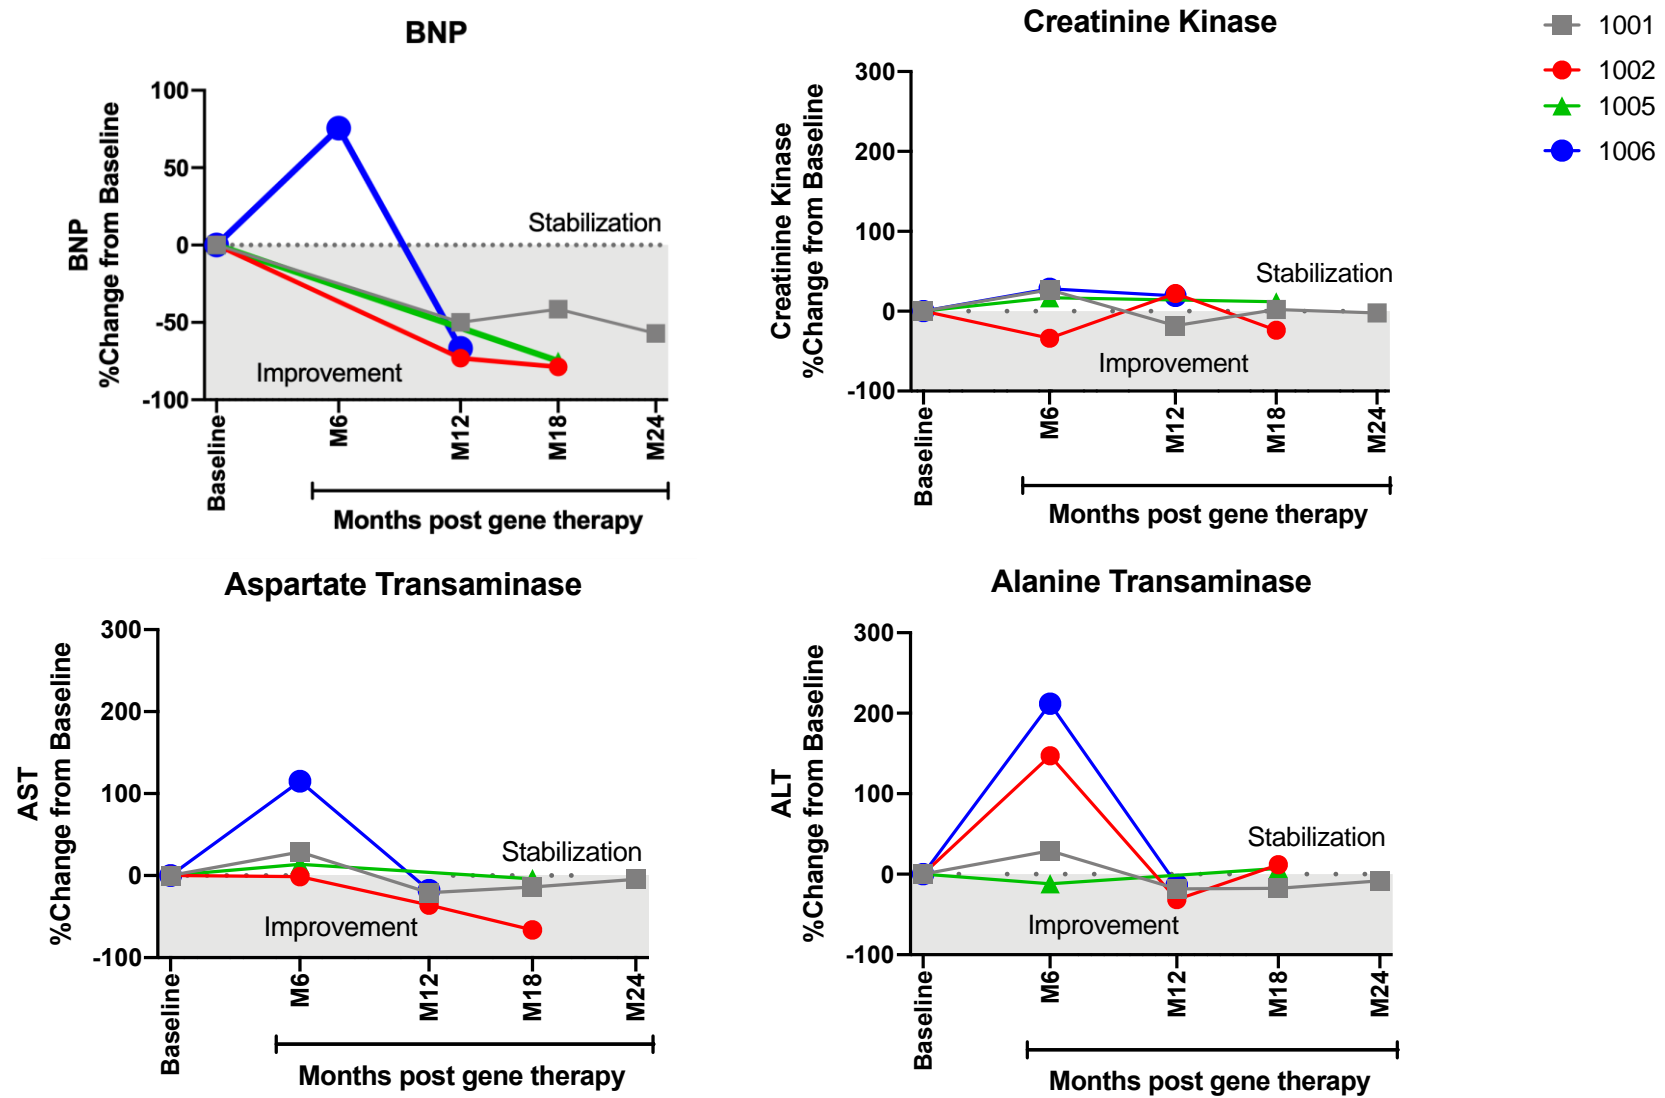 BNP
BNP
%Change from Baseline
100
50
0
-50
-100
Stabilization
Improvement
Baseline
M6
M12
M18
M24
Months post gene therapy
Creatinine Kinase
Creatinine Kinase
%Change from Baseline
300
200
100
0
-100
Stabilization
Improvement
Baseline
M6
M12
M18
M24
Months post gene therapy
1001
1002
1005
1006
Aspartate Transaminase
AST
%Change from Baseline
300
200
100
0
-100
Stabilization
Improvement
Baseline
M6
M12
M18
M24
Months post gene therapy
Alanine Transaminase
ALT
%Change from Baseline
300
200
100
0
-100
Stabilization
Improvement
Baseline
M6
M12
M18
M24
Months post gene therapy